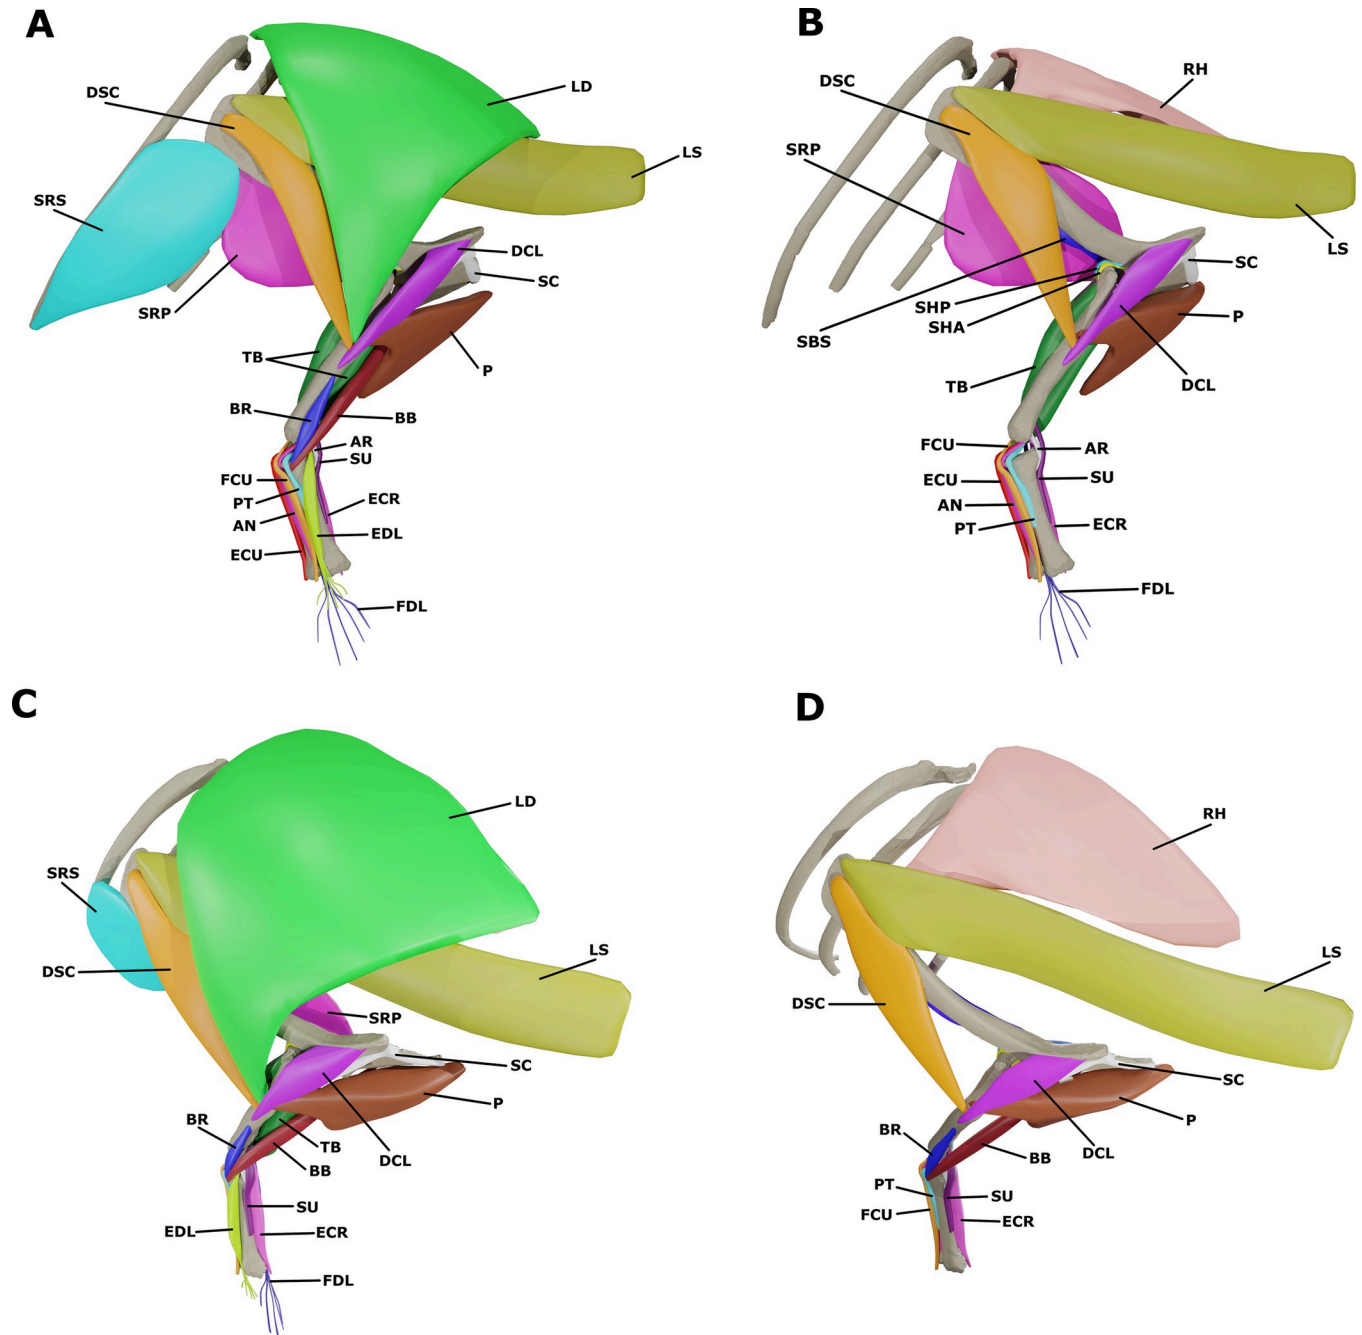 A
DSC
LD
LS
SRS
DCL
SC
SRP
TB
P
BR
BB
AR
SU
FCU
PT
ECR
AN
EDL
ECU
FDL
B
RH
DSC
SRP
LS
SC
SHP
SHA
P
SBS
TB
DCL
FCU
AR
ECU
SU
AN
PT
ECR
FDL
C
LD
SRS
LS
DSC
SRP
SC
P
BR
TB
DCL
BB
SU
EDL
ECR
FDL
D
RH
LS
DSC
SC
P
BR
DCL
BB
PT
SU
FCU
ECR